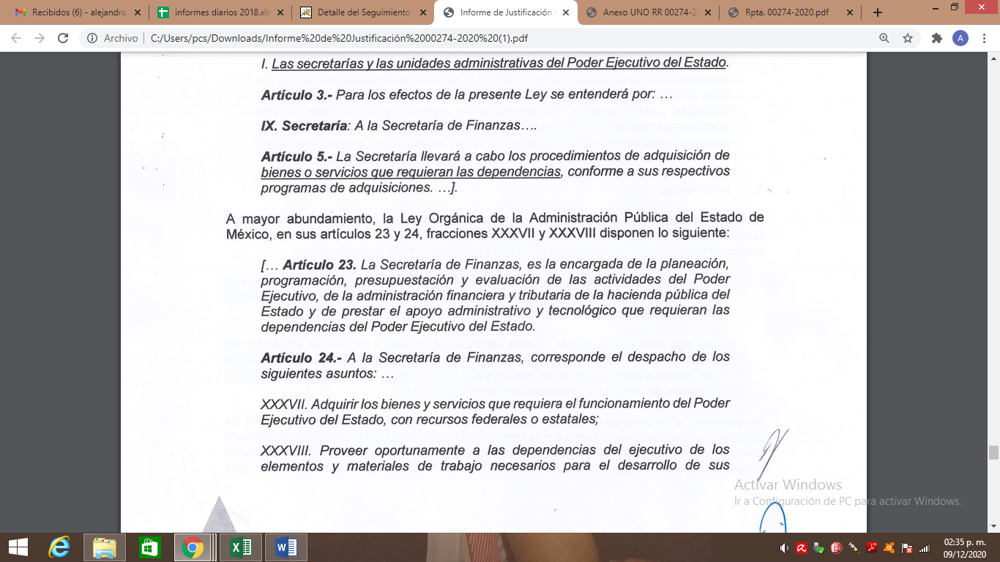 Recibidos (6) - alejandra
informes diarios 2018.xls
Detalle del Seguimiento
Informe de Justificación
Anexo UNO RR 00274-2
Rpta. 00274-2020.pdf
Archivo
C:/Users/pcs/Downloads/Informe%20de%20Justificación%2000274-2020%20(1).pdf
A
I. Las secretarías y las unidades administrativas del Poder Ejecutivo del Estado.
Artículo 3.- Para los efectos de la presente Ley se entenderá por: …
IX. Secretaría: A la Secretaría de Finanzas….
Artículo 5.- La Secretaría llevará a cabo los procedimientos de adquisición de
bienes o servicios que requieran las dependencias, conforme a sus respectivos
programas de adquisiciones. …].
A mayor abundamiento, la Ley Orgánica de la Administración Pública del Estado de
México, en sus artículos 23 y 24, fracciones XXXVII y XXXVIII disponen lo siguiente:
[… Artículo 23. La Secretaría de Finanzas, es la encargada de la planeación,
programación, presupuestación y evaluación de las actividades del Poder
Ejecutivo, de la administración financiera y tributaria de la hacienda pública del
Estado y de prestar el apoyo administrativo y tecnológico que requieran las
dependencias del Poder Ejecutivo del Estado.
Artículo 24.- A la Secretaría de Finanzas, corresponde el despacho de los
siguientes asuntos: …
XXXVII. Adquirir los bienes y servicios que requiera el funcionamiento del Poder
Ejecutivo del Estado, con recursos federales o estatales;
XXXVIII. Proveer oportunamente a las dependencias del ejecutivo de los
elementos y materiales de trabajo necesarios para el desarrollo de sus
Activar Windows
Ir a Configuración de PC para activar Windows.
02:35 p. m.
09/12/2020